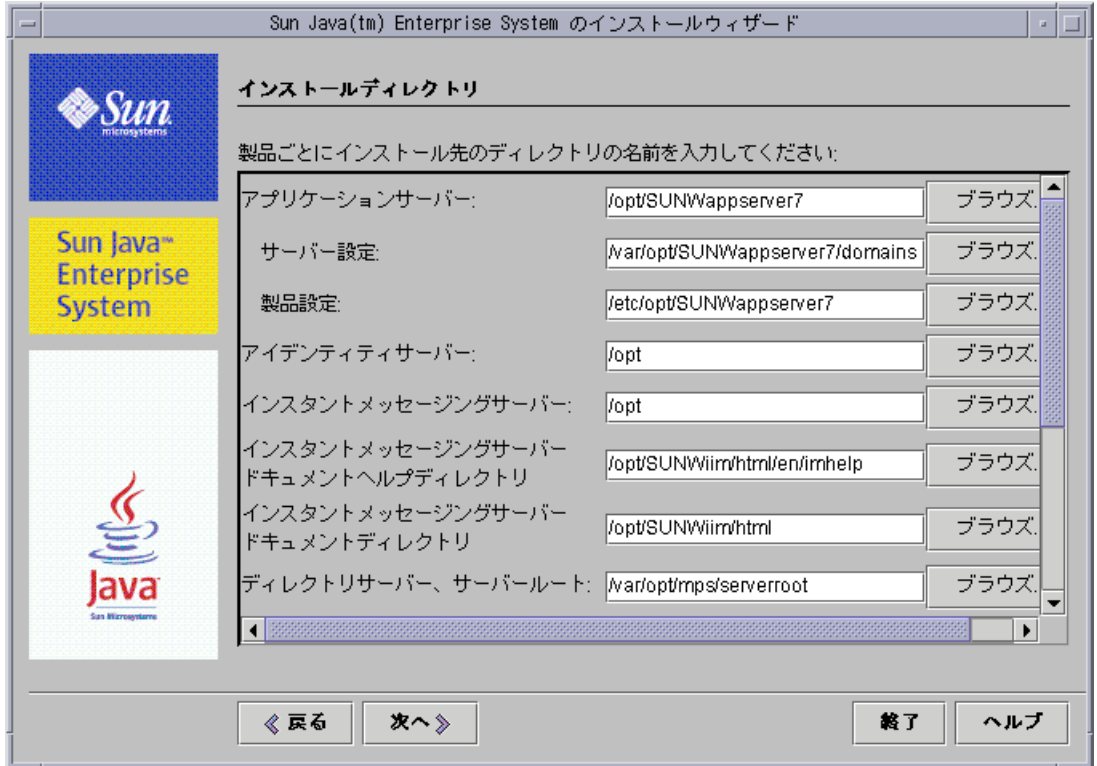 Sun Java(tm) Enterprise System のインストールウィザード
Sun
microsystems
Sun Java™
Enterprise
System
Java
Sun Microsystems
インストールディレクトリ
製品ごとにインストール先のディレクトリの名前を入力してください:
アプリケーションサーバー: /opt/SUNWappserver7 ブラウズ.
サーバー設定: /var/opt/SUNWappserver7/domains ブラウズ.
製品設定: /etc/opt/SUNWappserver7 ブラウズ.
アイデンティティサーバー: /opt ブラウズ.
インスタントメッセージングサーバー: /opt ブラウズ.
インスタントメッセージングサーバー
ドキュメントヘルプディレクトリ /opt/SUNWiim/html/en/imhelp ブラウズ.
インスタントメッセージングサーバー
ドキュメントディレクトリ /opt/SUNWiim/html ブラウズ.
ディレクトリサーバー、サーバールート: /var/opt/mps/serverroot ブラウズ.
戻る 次へ 終了 ヘルプ